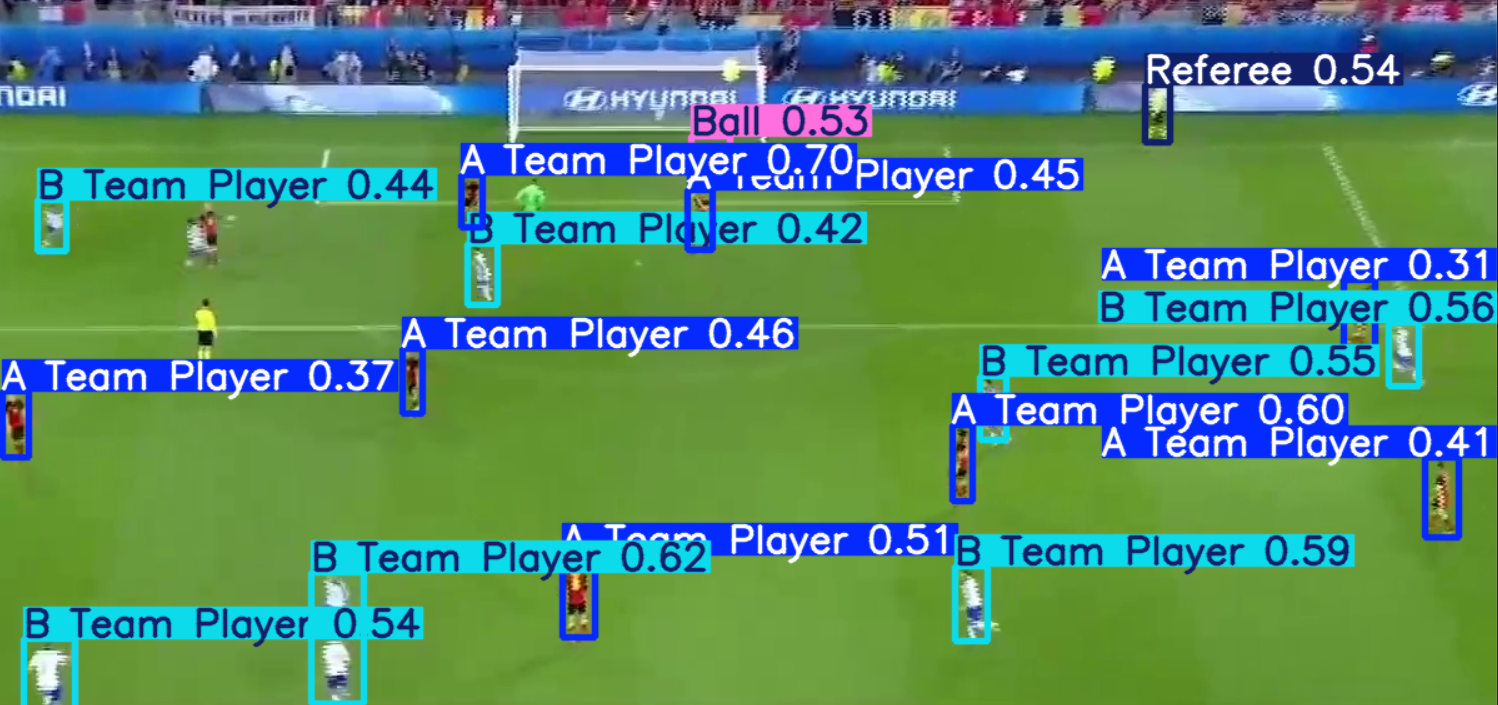 NDAI
HYUNDAI
HYUNDAI
Referee 0.54
Ball 0.53
A Team Player 0.70
A Team Player 0.45
B Team Player 0.44
B Team Player 0.42
A Team Player 0.31
B Team Player 0.56
A Team Player 0.46
B Team Player 0.55
A Team Player 0.37
A Team Player 0.60
A Team Player 0.41
A Team Player 0.51
B Team Player 0.62
B Team Player 0.59
B Team Player 0.54